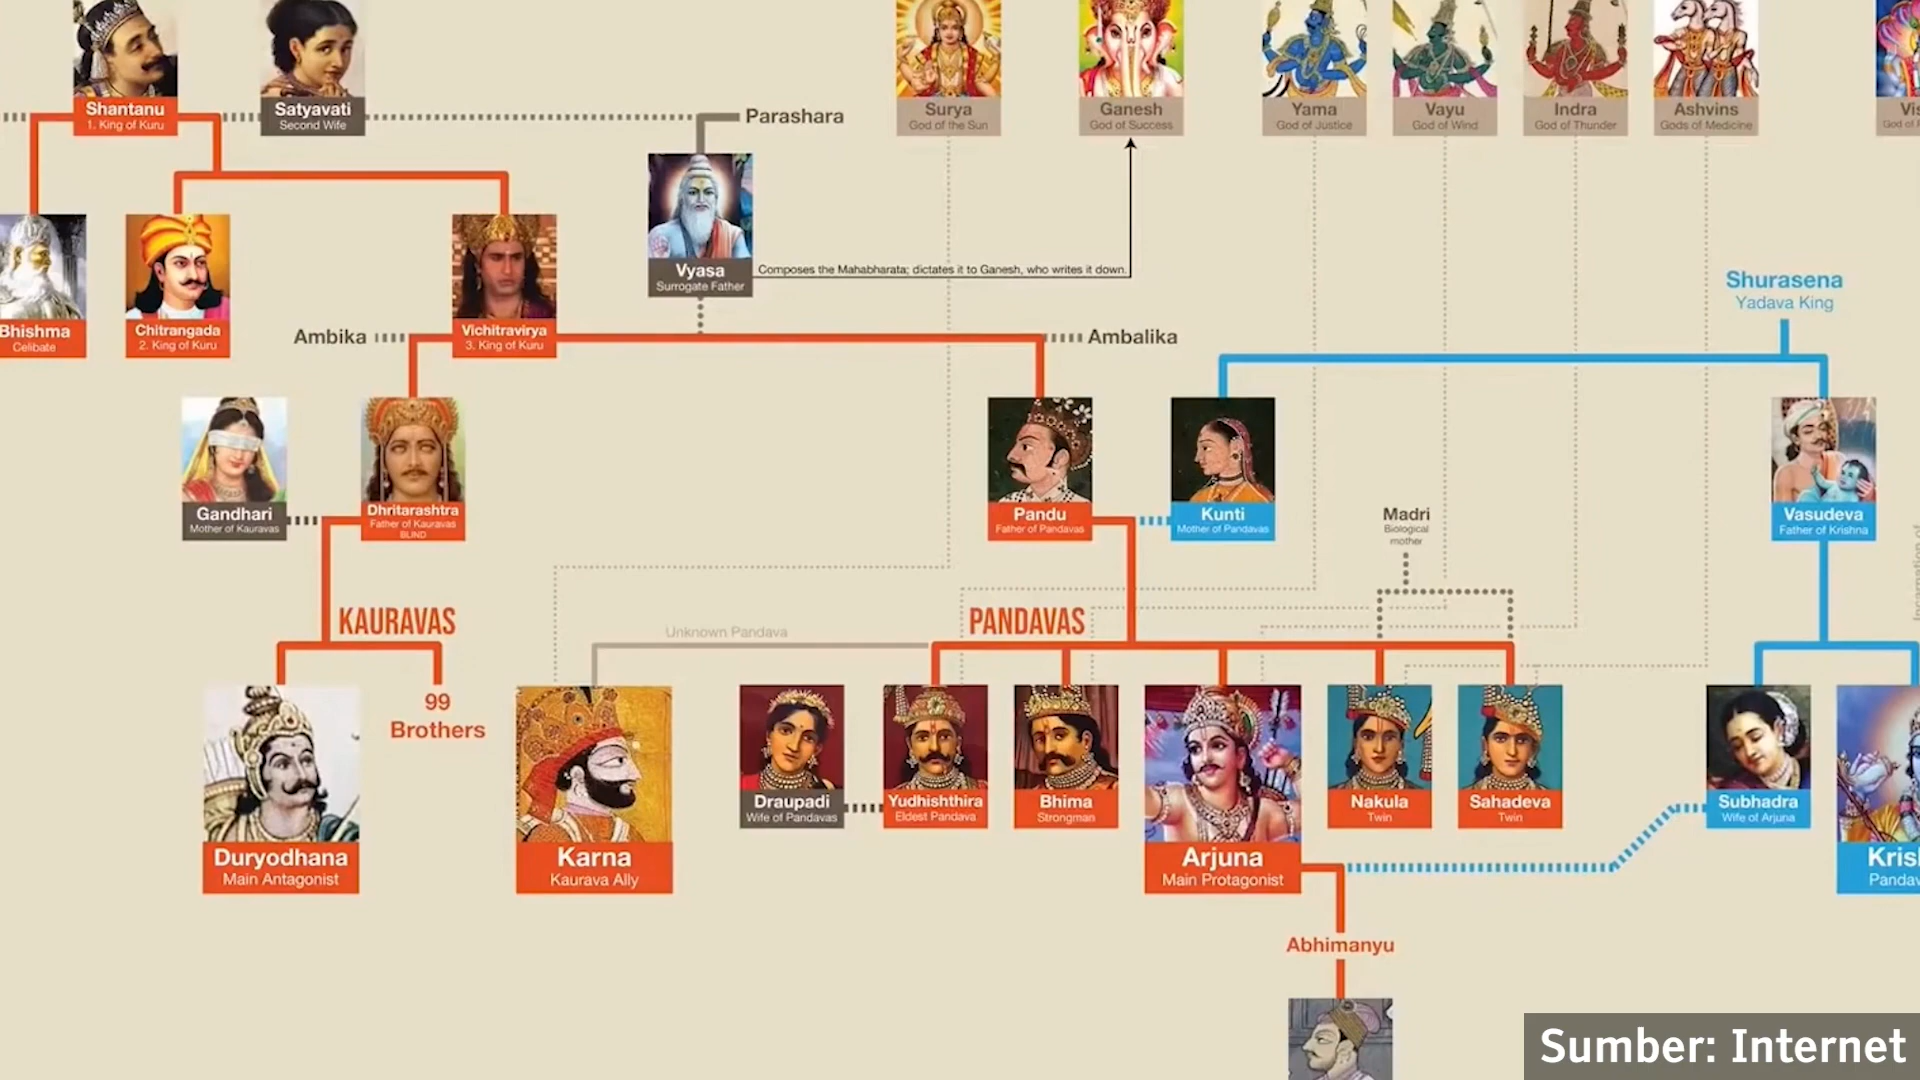 Shantanu
1. King of Kuru
Satyavati
Second Wife
Parashara
Surya
God of the Sun
Ganesh
God of Success
Yama
God of Justice
Vayu
God of Wind
Indra
God of Thunder
Ashvins
Gods of Medicine
Bhishma
Celibate
Chitrangada
2. King of Kuru
Vichitravirya
3. King of Kuru
Vyasa
Surrogate Father
Composes the Mahabharata; dictates it to Ganesh, who writes it down.
Shurasena
Yadava King
Ambika
Ambalika
Gandhari
Mother of Kauravas
Dhritarashtra
Father of Kauravas
BLIND
Pandu
Father of Pandavas
Kunti
Mother of Pandavas
Madri
Biological
mother
Vasudeva
Father of Krishna
Incarnation of
KAURAVAS
Unknown Pandava
PANDAVAS
99
Brothers
Duryodhana
Main Antagonist
Karna
Kaurava Ally
Draupadi
Wife of Pandavas
Yudhishthira
Eldest Pandava
Bhima
Strongman
Arjuna
Main Protagonist
Nakula
Twin
Sahadeva
Twin
Subhadra
Wife of Arjuna
Abhimanyu
Sumber: Internet